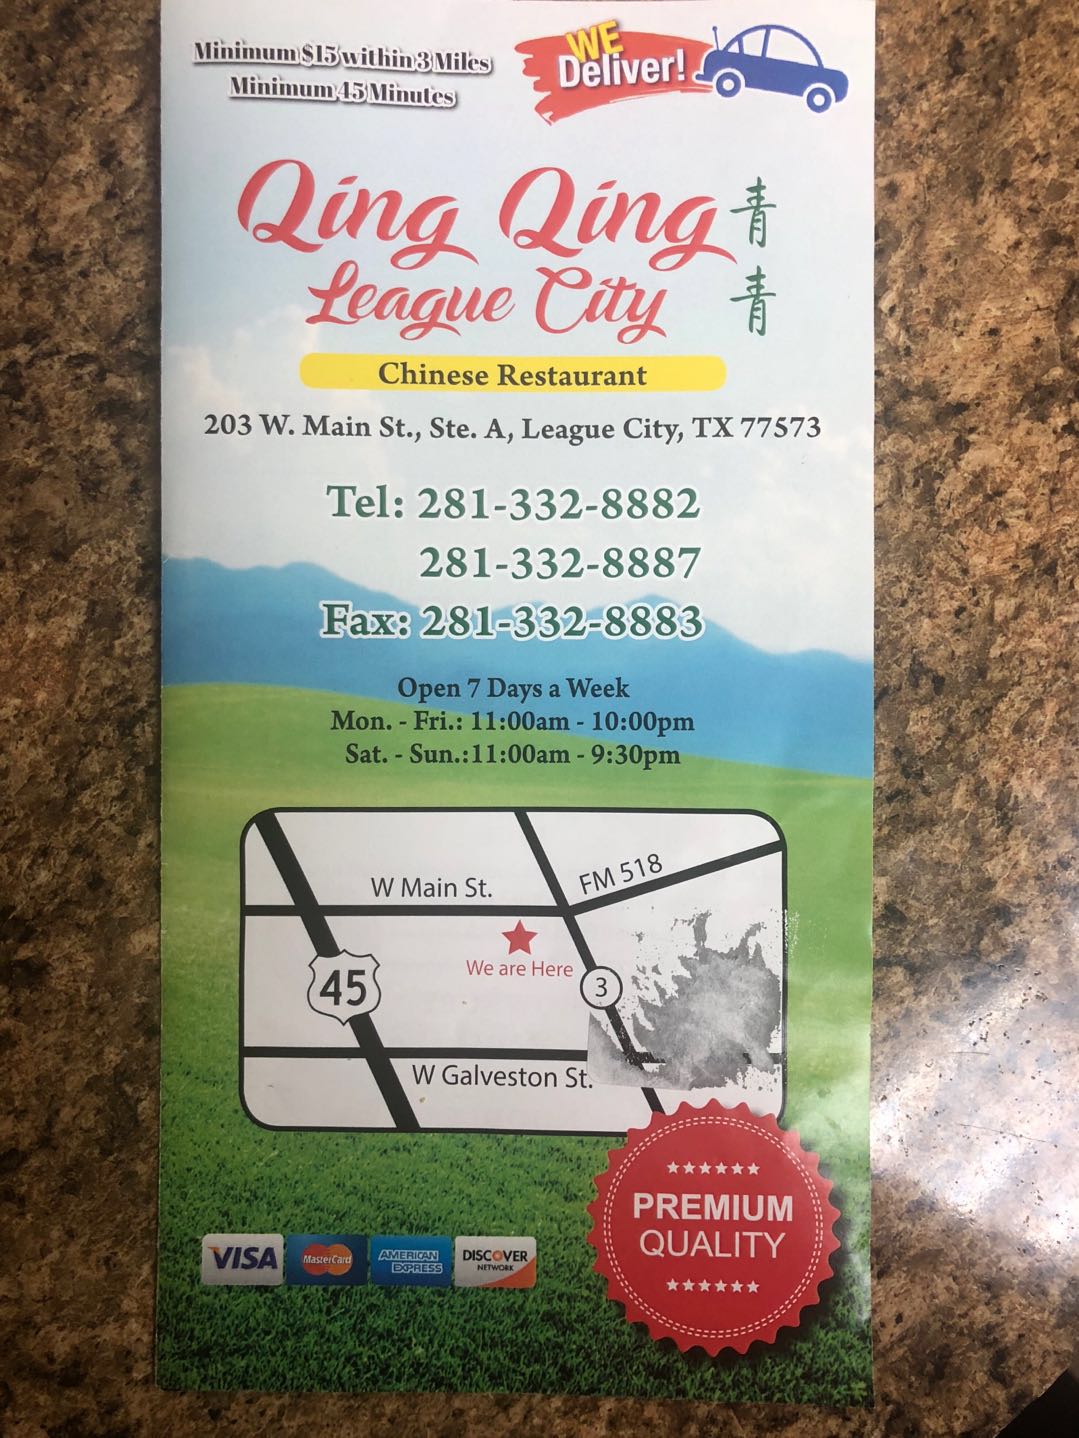 Minimum $15 within 3 Miles
Minimum 45 Minutes
WE
Deliver!
Qing Qing
青
青
League City
Chinese Restaurant
203 W. Main St., Ste. A, League City, TX 77573
Tel: 281-332-8882
281-332-8887
Fax: 281-332-8883
Open 7 Days a Week
Mon. - Fri.: 11:00am - 10:00pm
Sat. - Sun.:11:00am - 9:30pm
W Main St.
FM 518
We are Here
45
3
W Galveston St.
PREMIUM
QUALITY
VISA
MasterCard
AMERICAN
EXPRESS
DISCOVER
NETWORK